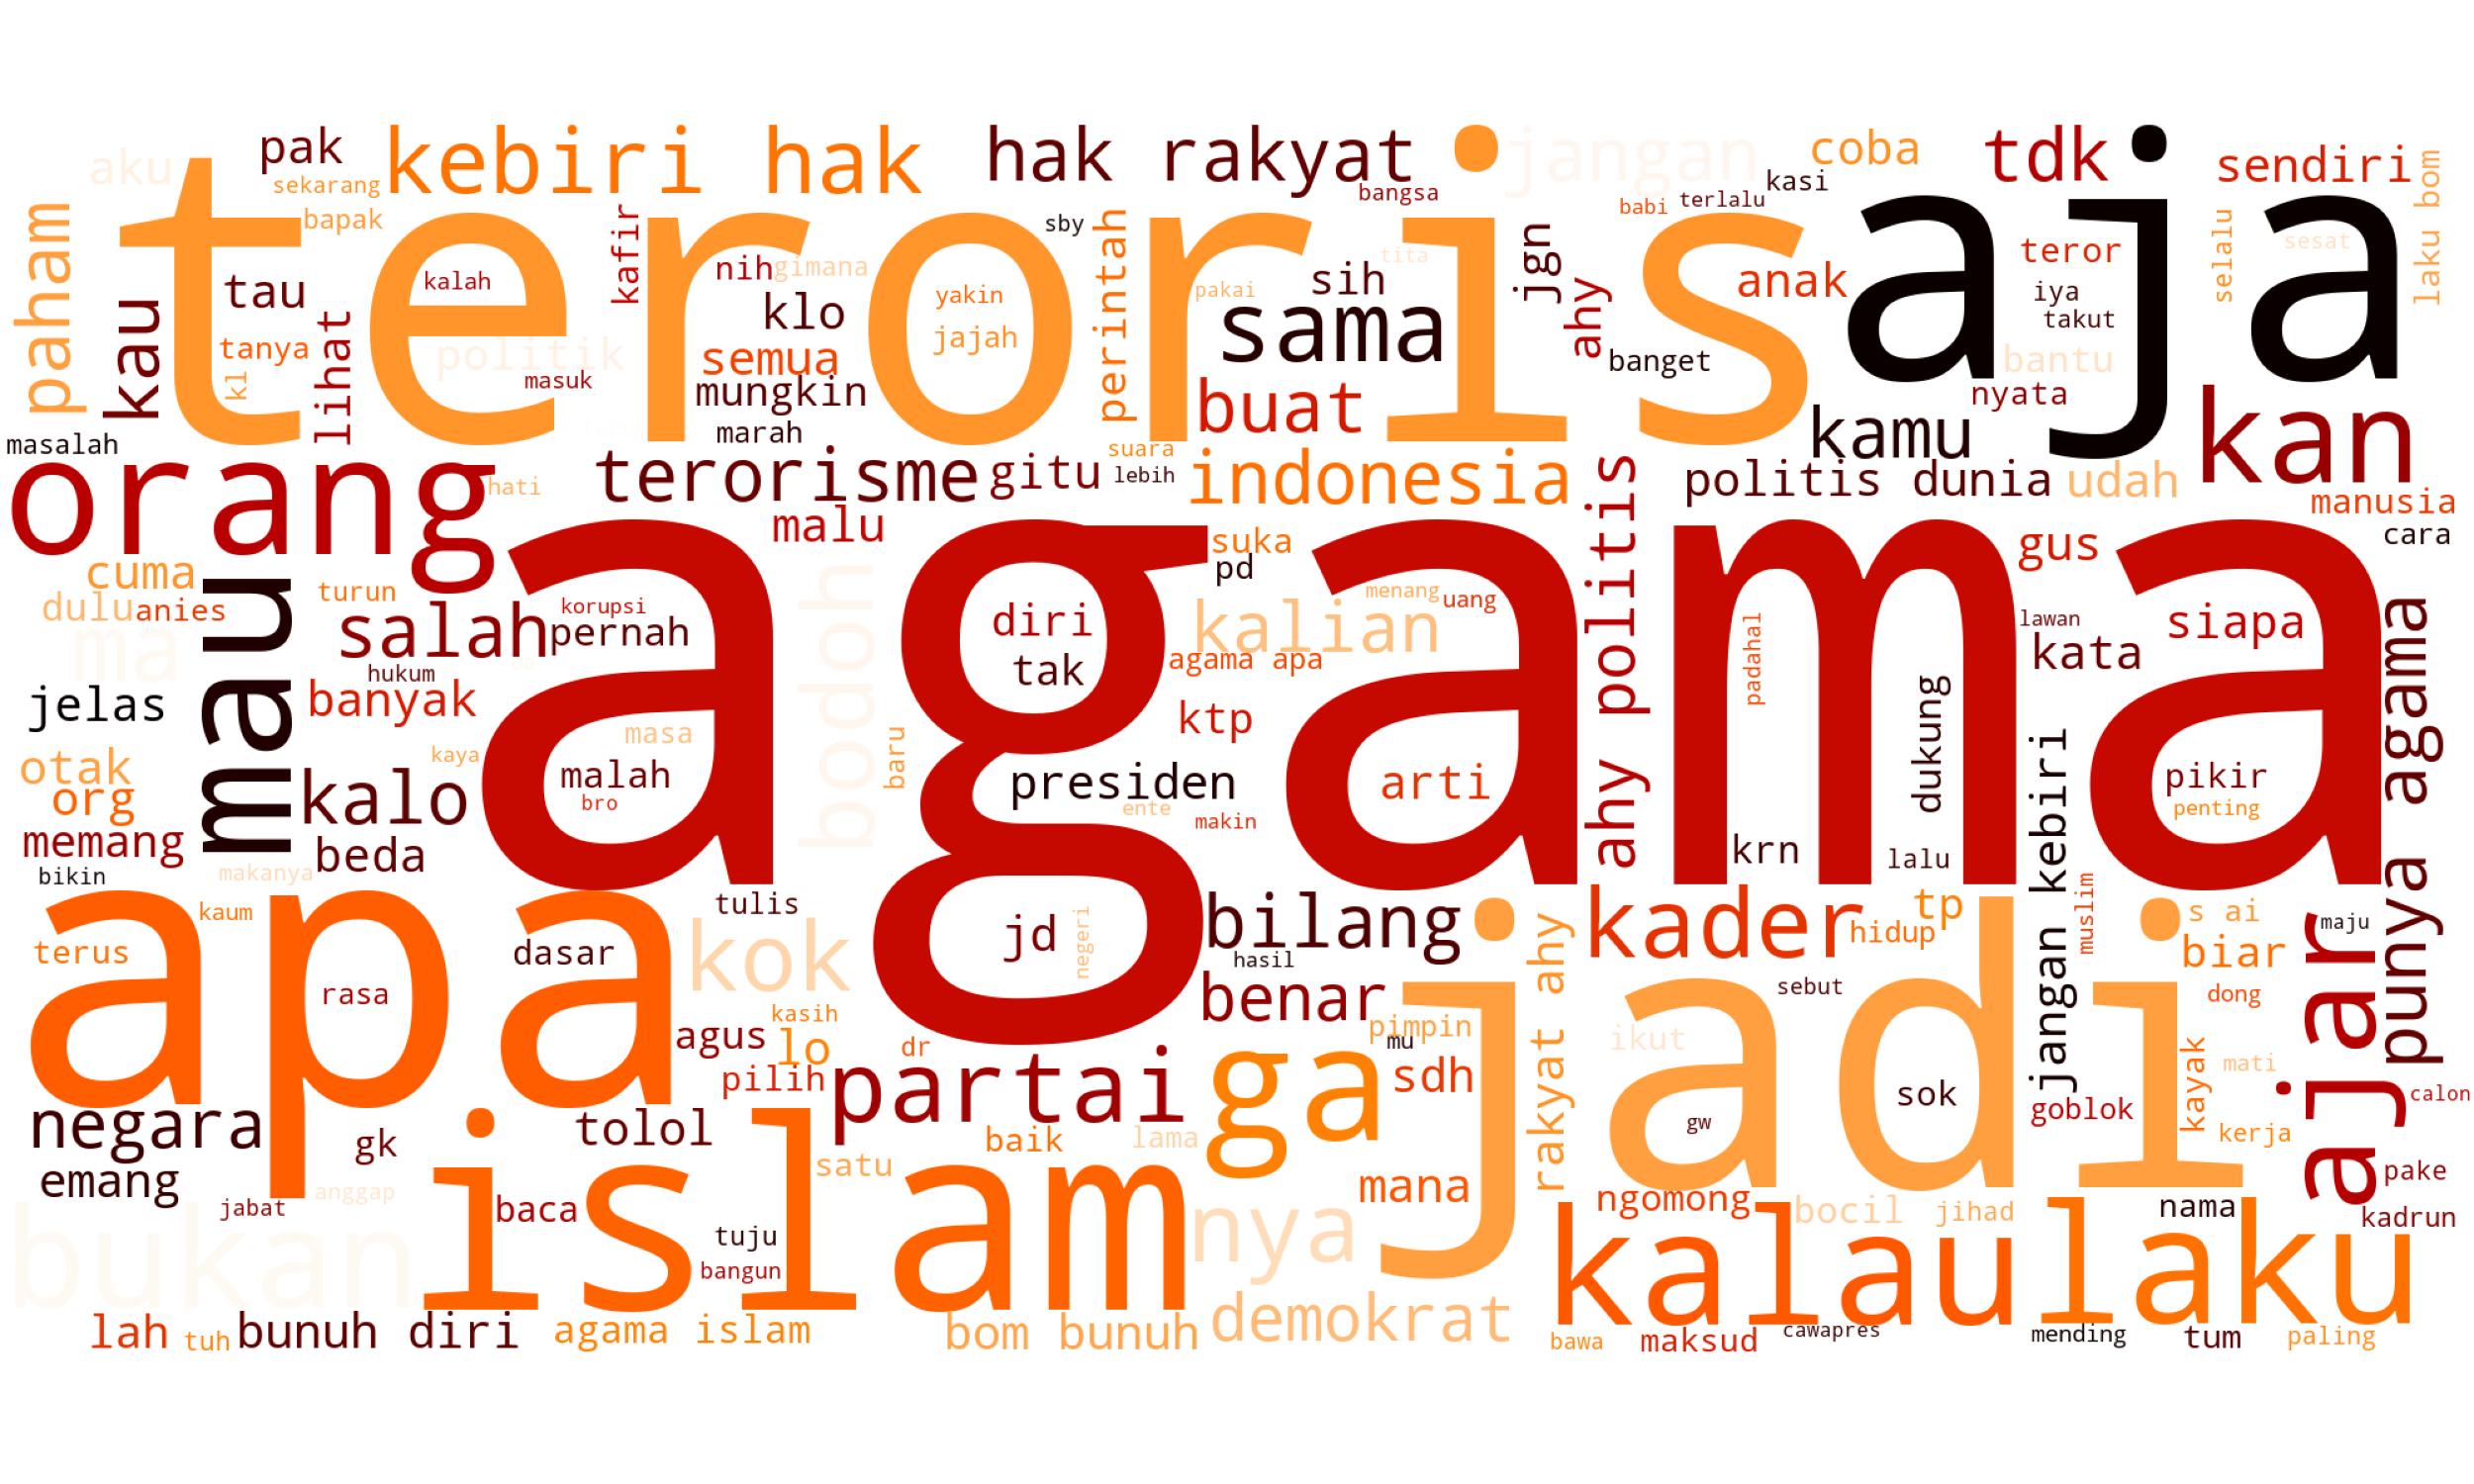 pak
kebiri hak
hak rakyat
jangan
coba
tdk
sendiri
aku
sekarang
bapak
bangsa
babi
terlalu
kasi
laku bom
teroris
aja
paham
kau
tau
kalah
kafir
nih
gimana
klo
yakin
jajah
sby
perintah
pakai
tita
sih
sama
jgn
ahy
anak
teror
iya
takut
selalu
sesat
tanya
kl
lihat
politik
masuk
semua
mungkin
marah
buat
banget
bantu
nyata
kamu
kan
masalah
orang
hati
terorisme
gitu
suara
lebih
indonesia
politis dunia
udah
manusia
cara
malu
agama
suka
pd
ahy politis
gus
cuma
dulu
anies
turun
mau
ma
salah
korupsi
pernah
bodoh
diri
tak
kalian
menang
uang
agama apa
padahal
dukung
lawan
kata
siapa
punya agama
hukum
banyak
jelas
masa
kaya
malah
bro
baru
ktp
presiden
ente
makin
arti
krn
lalu
jangan kebiri
pikir
penting
otak
org
kalo
memang
beda
bikin
makanya
apa
kaum
terus
rasa
dasar
tulis
kok
jd
negeri
bilang
hasil
benar
jadi
kader
hidup
tp
muslim
s ai
maju
biar
dong
ajar
agus
kasih
lo
pilih
dr
partai
ga
pimpin
mu
sdh
rakyat ahy
ikut
sebut
sok
gw
goblok
kayak
mati
kerja
calon
negara
gk
emang
tolol
islam
satu
baik
lama
mana
ngomong
bocil
jihad
nama
pake
kadrun
bukan
jabat
anggap
baca
tuju
bangun
nya
kalau
laku
lah
tuh
bunuh diri
agama islam
bom bunuh
demokrat
bawa
maksud
cawapres
mending
tum
paling